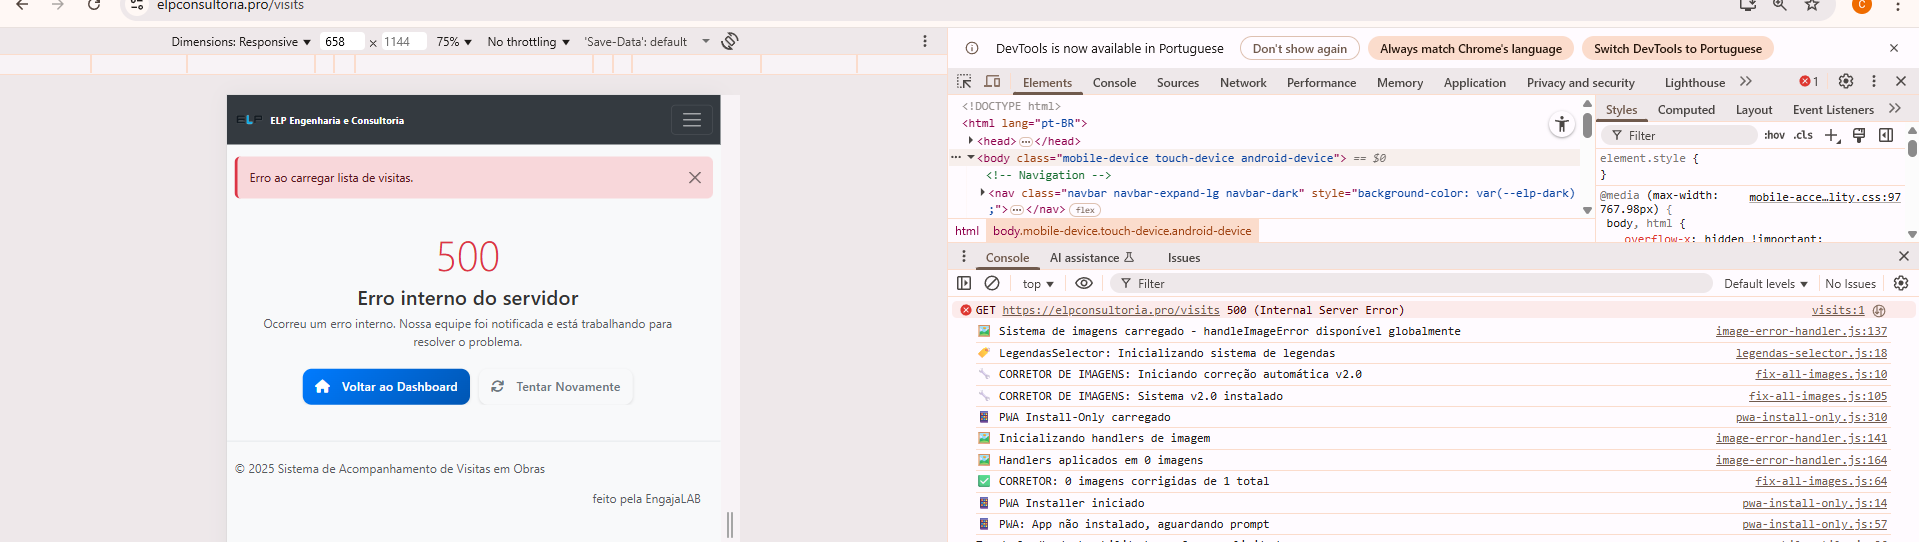 elpconsultoria.pro/visits
C
Dimensions: Responsive ▼ 658 × 1144 75% ▼ No throttling ▼ 'Save-Data': default ▼
ELP ELP Engenharia e Consultoria
Erro ao carregar lista de visitas.
500
Erro interno do servidor
Ocorreu um erro interno. Nossa equipe foi notificada e está trabalhando para
resolver o problema.
Voltar ao Dashboard Tentar Novamente
© 2025 Sistema de Acompanhamento de Visitas em Obras
feito pela EngajaLAB
DevTools is now available in Portuguese Don't show again Always match Chrome's language Switch DevTools to Portuguese
Elements Console Sources Network Performance Memory Application Privacy and security Lighthouse 1
<!DOCTYPE html>
<html lang="pt-BR">
<head>…</head>
<body class="mobile-device touch-device android-device"> == $0
<!-- Navigation -->
<nav class="navbar navbar-expand-lg navbar-dark" style="background-color: var(--elp-dark)
;">…</nav> flex
html body.mobile-device.touch-device.android-device
Styles Computed Layout Event Listeners
Filter :hov .cls
element.style {
}
@media (max-width: mobile-acce…lity.css:97
767.98px) {
body, html {
overflow-x: hidden !important;
Console AI assistance Issues
top ▼ Filter Default levels ▼ No Issues
GET https://elpconsultoria.pro/visits 500 (Internal Server Error) visits:1
Sistema de imagens carregado - handleImageError disponível globalmente image-error-handler.js:137
LegendasSelector: Inicializando sistema de legendas legendas-selector.js:18
CORRETOR DE IMAGENS: Iniciando correção automática v2.0 fix-all-images.js:10
CORRETOR DE IMAGENS: Sistema v2.0 instalado fix-all-images.js:105
PWA Install-Only carregado pwa-install-only.js:310
Inicializando handlers de imagem image-error-handler.js:141
Handlers aplicados em 0 imagens image-error-handler.js:164
CORRETOR: 0 imagens corrigidas de 1 total fix-all-images.js:64
PWA Installer iniciado pwa-install-only.js:14
PWA: App não instalado, aguardando prompt pwa-install-only.js:57